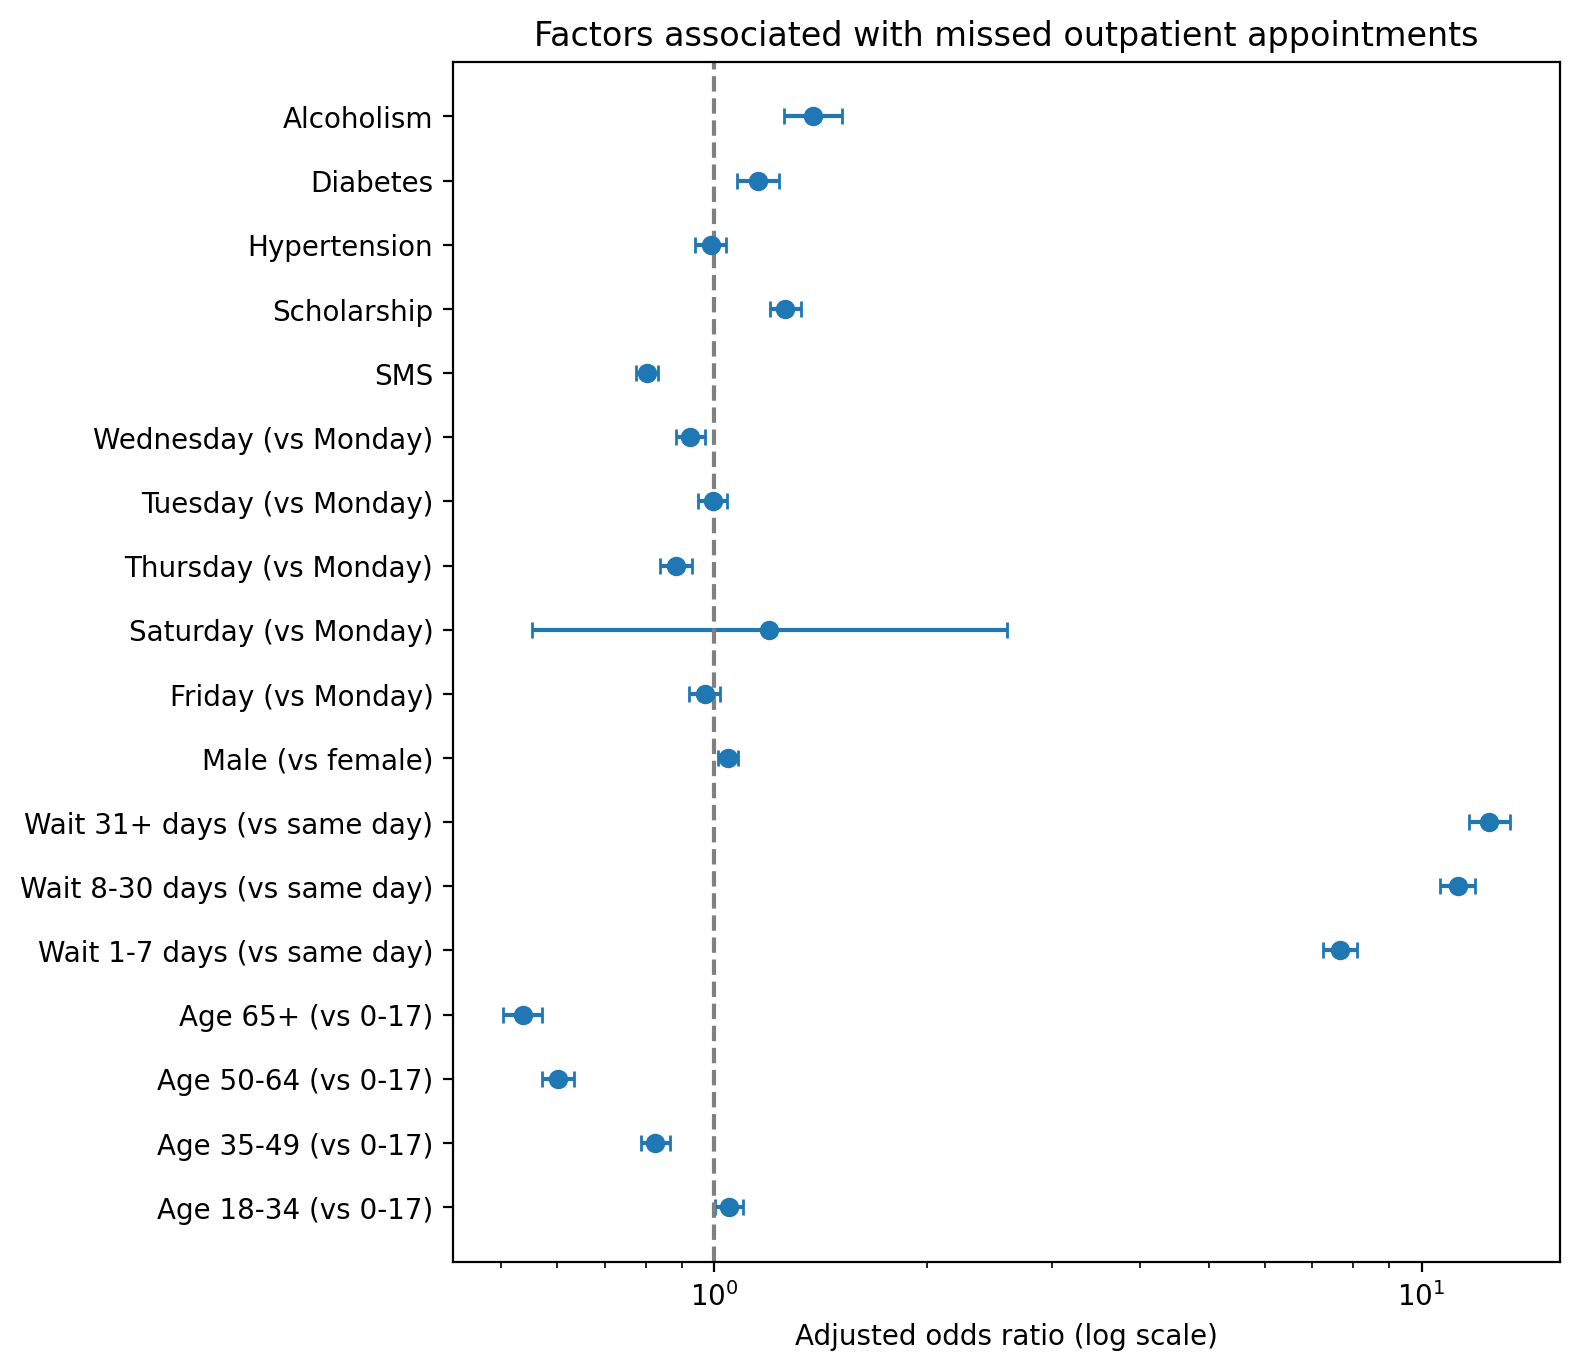 Factors associated with missed outpatient appointments
Alcoholism
Diabetes
Hypertension
Scholarship
SMS
Wednesday (vs Monday)
Tuesday (vs Monday)
Thursday (vs Monday)
Saturday (vs Monday)
Friday (vs Monday)
Male (vs female)
Wait 31+ days (vs same day)
Wait 8-30 days (vs same day)
Wait 1-7 days (vs same day)
Age 65+ (vs 0-17)
Age 50-64 (vs 0-17)
Age 35-49 (vs 0-17)
Age 18-34 (vs 0-17)
10⁰ 10¹
Adjusted odds ratio (log scale)